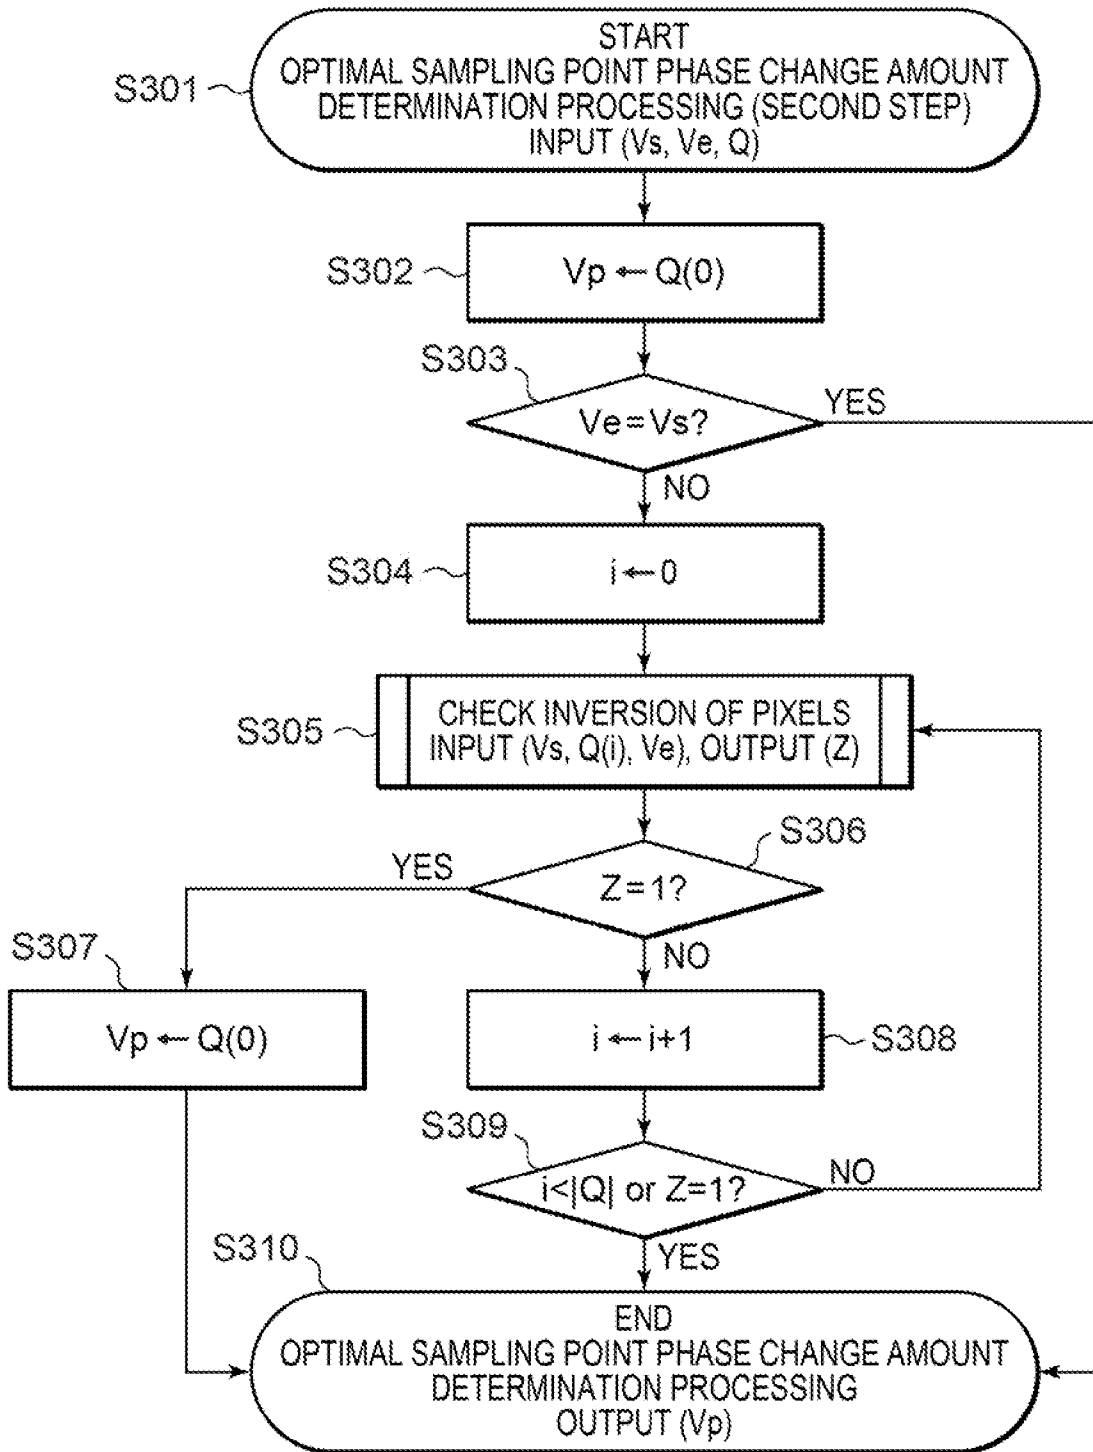 START
OPTIMAL SAMPLING POINT PHASE CHANGE AMOUNT
DETERMINATION PROCESSING (SECOND STEP)
INPUT (Vs, Ve, Q)
S301
S302
Vp ← Q(0)
S303
Ve = Vs?
YES
NO
S304
i ← 0
S305
CHECK INVERSION OF PIXELS
INPUT (Vs, Q(i), Ve), OUTPUT (Z)
S306
YES
Z = 1?
NO
S307
Vp ← Q(0)
i ← i+1
S308
S309
i<|Q| or Z=1?
NO
YES
S310
END
OPTIMAL SAMPLING POINT PHASE CHANGE AMOUNT
DETERMINATION PROCESSING
OUTPUT (Vp)